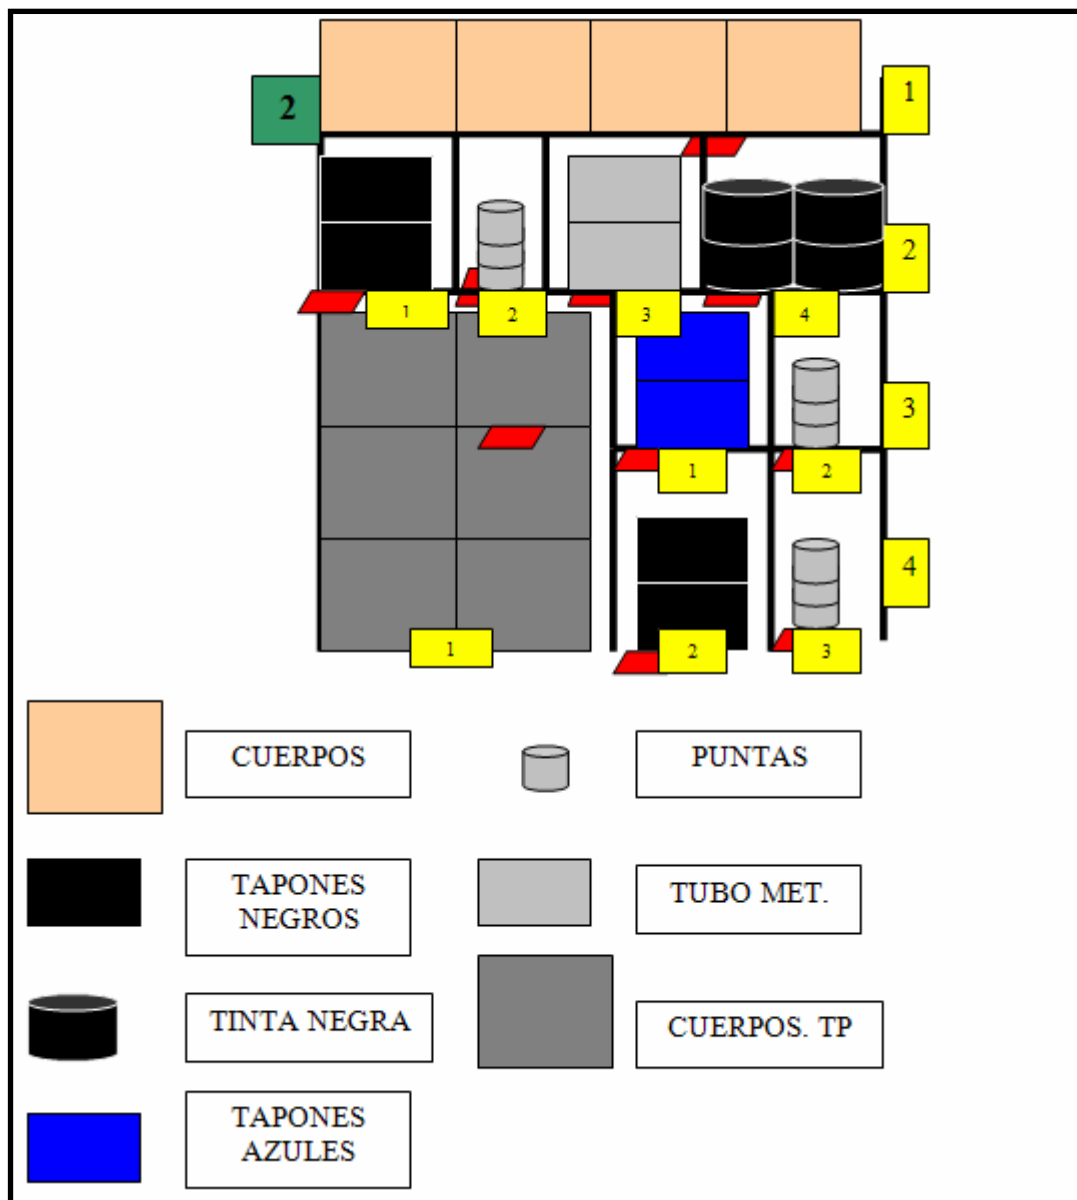 1
2
2
1
2
3
4
3
1
2
4
1
2
3
CUERPOS
PUNTAS
TAPONES
NEGROS
TUBO MET.
TINTA NEGRA
CUERPOS. TP
TAPONES
AZULES